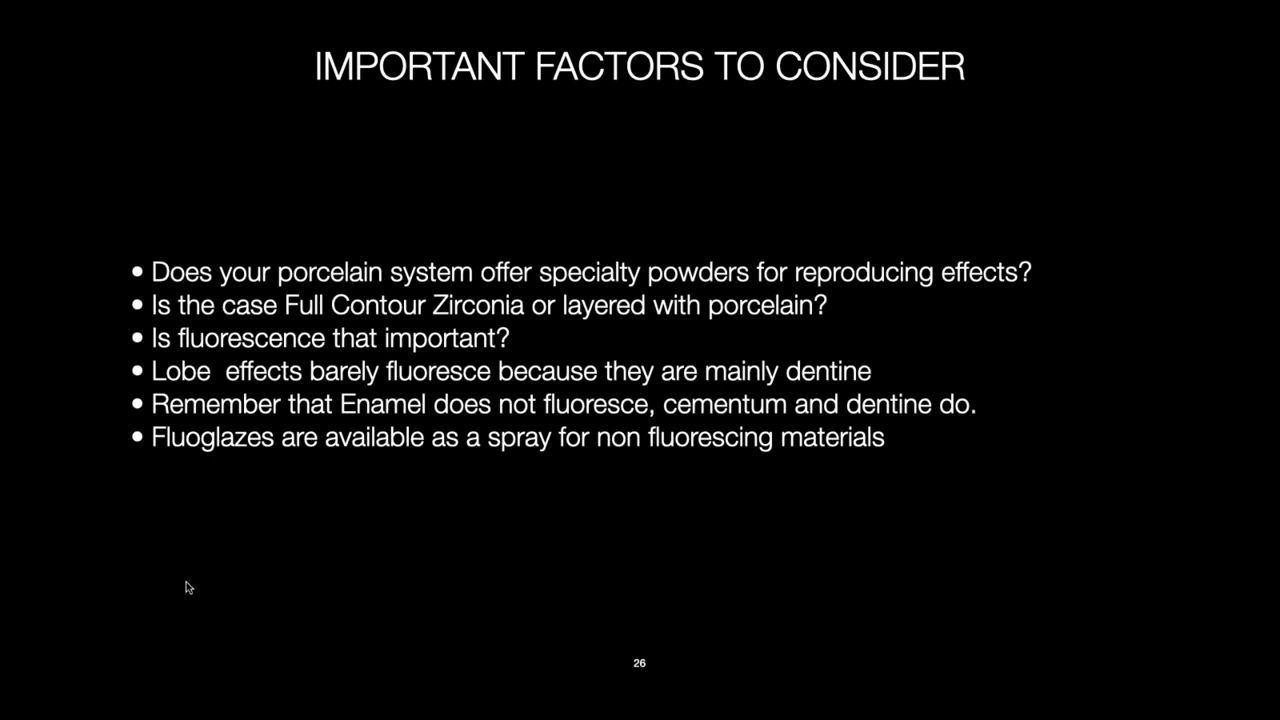 IMPORTANT FACTORS TO CONSIDER
• Does your porcelain system offer specialty powders for reproducing effects?
• Is the case Full Contour Zirconia or layered with porcelain?
• Is fluorescence that important?
• Lobe  effects barely fluoresce because they are mainly dentine
• Remember that Enamel does not fluoresce, cementum and dentine do.
• Fluoglazes are available as a spray for non fluorescing materials
26